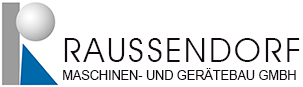 RAUSSENDORF
MASCHINEN- UND GERÄTEBAU GMBH